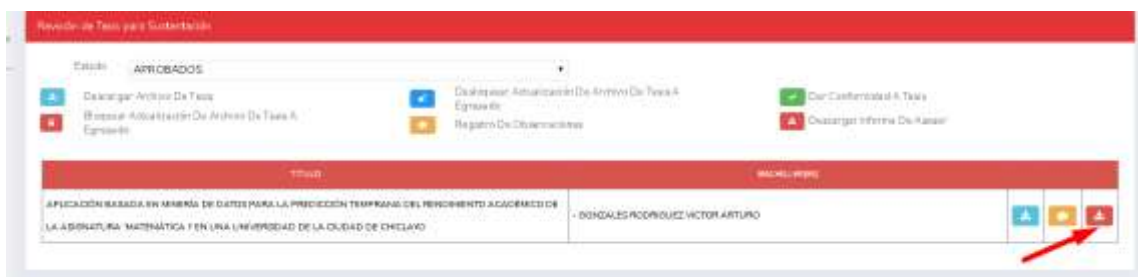 Revisión de Tesis para Sustentación
Estado APROBADOS
Descargar Archivo De Tesis
Bloquear Actualización De Archivo De Tesis A
Egresado
Desbloquear Actualización De Archivo De Tesis A
Egresado
Registro De Observaciones
Dar Conformidad A Tesis
Descargar Informe De Asesor
TÍTULO
BACHILLER(ES)
APLICACIÓN BASADA EN MINERÍA DE DATOS PARA LA PREDICCIÓN TEMPRANA DEL RENDIMIENTO ACADÉMICO DE
LA ASIGNATURA MATEMÁTICA I EN UNA UNIVERSIDAD DE LA CIUDAD DE CHICLAYO
- GONZALES RODRIGUEZ VICTOR ARTURO